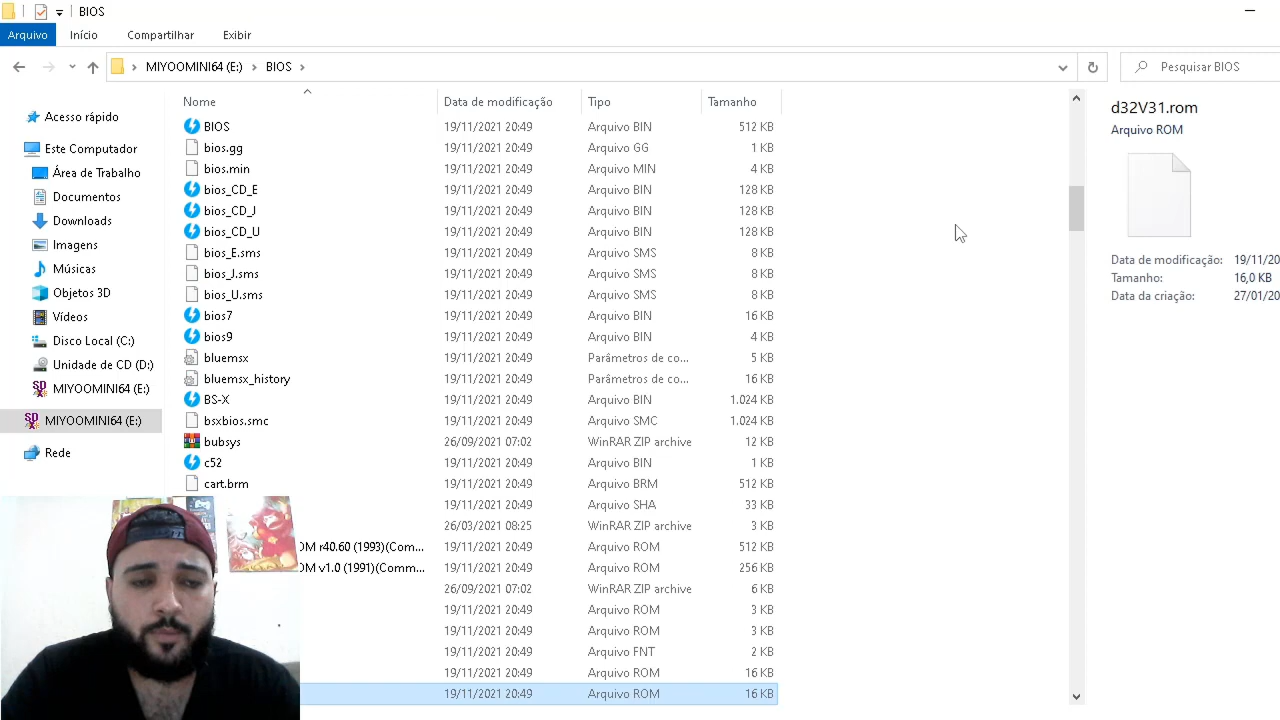 BIOS
Arquivo Início Compartilhar Exibir
MIYOOMINI64 (E:) BIOS Pesquisar BIOS
Acesso rápido
Este Computador
Área de Trabalho
Documentos
Downloads
Imagens
Músicas
Objetos 3D
Vídeos
Disco Local (C:)
Unidade de CD (D:)
MIYOOMINI64 (E:)
MIYOOMINI64 (E:)
Rede
Nome Data de modificação Tipo Tamanho
BIOS 19/11/2021 20:49 Arquivo BIN 512 KB
bios.gg 19/11/2021 20:49 Arquivo GG 1 KB
bios.min 19/11/2021 20:49 Arquivo MIN 4 KB
bios_CD_E 19/11/2021 20:49 Arquivo BIN 128 KB
bios_CD_J 19/11/2021 20:49 Arquivo BIN 128 KB
bios_CD_U 19/11/2021 20:49 Arquivo BIN 128 KB
bios_E.sms 19/11/2021 20:49 Arquivo SMS 8 KB
bios_J.sms 19/11/2021 20:49 Arquivo SMS 8 KB
bios_U.sms 19/11/2021 20:49 Arquivo SMS 8 KB
bios7 19/11/2021 20:49 Arquivo BIN 16 KB
bios9 19/11/2021 20:49 Arquivo BIN 4 KB
bluemsx 19/11/2021 20:49 Parâmetros de co... 5 KB
bluemsx_history 19/11/2021 20:49 Parâmetros de co... 16 KB
BS-X 19/11/2021 20:49 Arquivo BIN 1.024 KB
bsxbios.smc 19/11/2021 20:49 Arquivo SMC 1.024 KB
bubsys 26/09/2021 07:02 WinRAR ZIP archive 12 KB
c52 19/11/2021 20:49 Arquivo BIN 1 KB
cart.brm 19/11/2021 20:49 Arquivo BRM 512 KB
19/11/2021 20:49 Arquivo SHA 33 KB
26/03/2021 08:25 WinRAR ZIP archive 3 KB
OM r40.60 (1993)(Com... 19/11/2021 20:49 Arquivo ROM 512 KB
OM v1.0 (1991)(Comm... 19/11/2021 20:49 Arquivo ROM 256 KB
26/09/2021 07:02 WinRAR ZIP archive 6 KB
19/11/2021 20:49 Arquivo ROM 3 KB
19/11/2021 20:49 Arquivo ROM 3 KB
19/11/2021 20:49 Arquivo FNT 2 KB
19/11/2021 20:49 Arquivo ROM 16 KB
19/11/2021 20:49 Arquivo ROM 16 KB
d32V31.rom
Arquivo ROM
Data de modificação: 19/11/20
Tamanho: 16,0 KB
Data da criação: 27/01/20